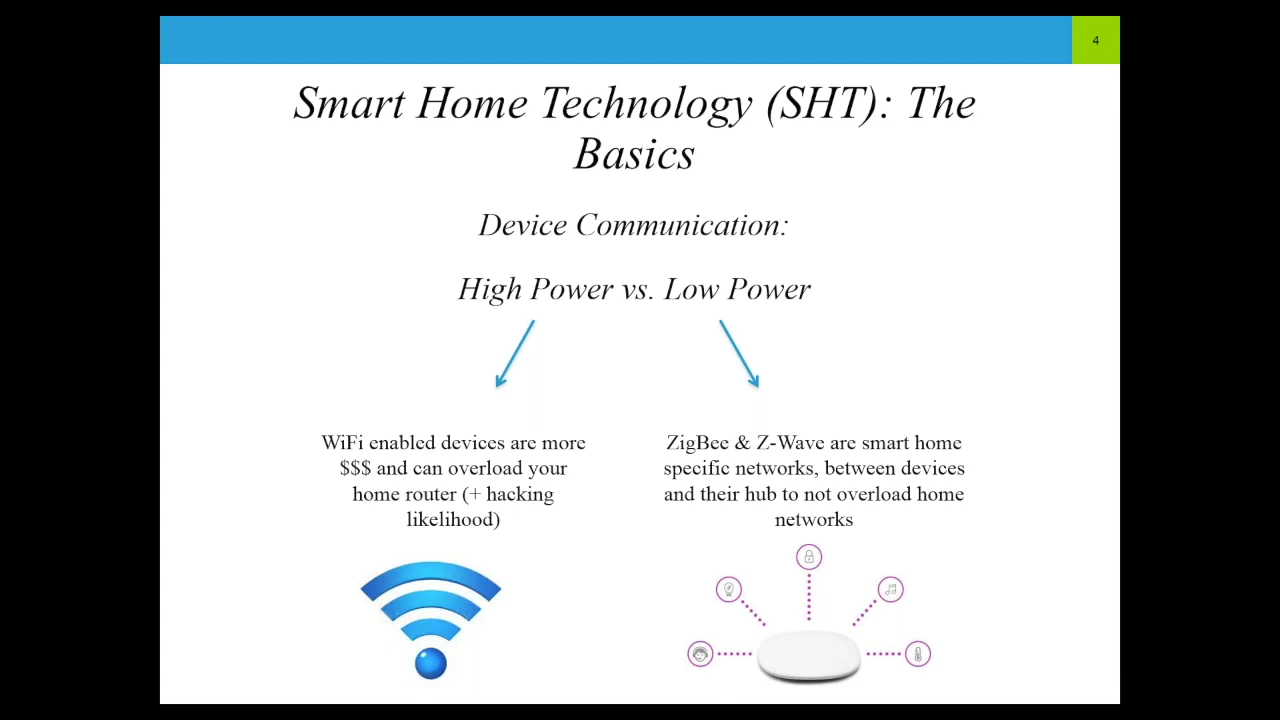 4
Smart Home Technology (SHT): The
Basics
Device Communication:
High Power vs. Low Power
WiFi enabled devices are more
$$$ and can overload your
home router (+ hacking
likelihood)
ZigBee & Z-Wave are smart home
specific networks, between devices
and their hub to not overload home
networks